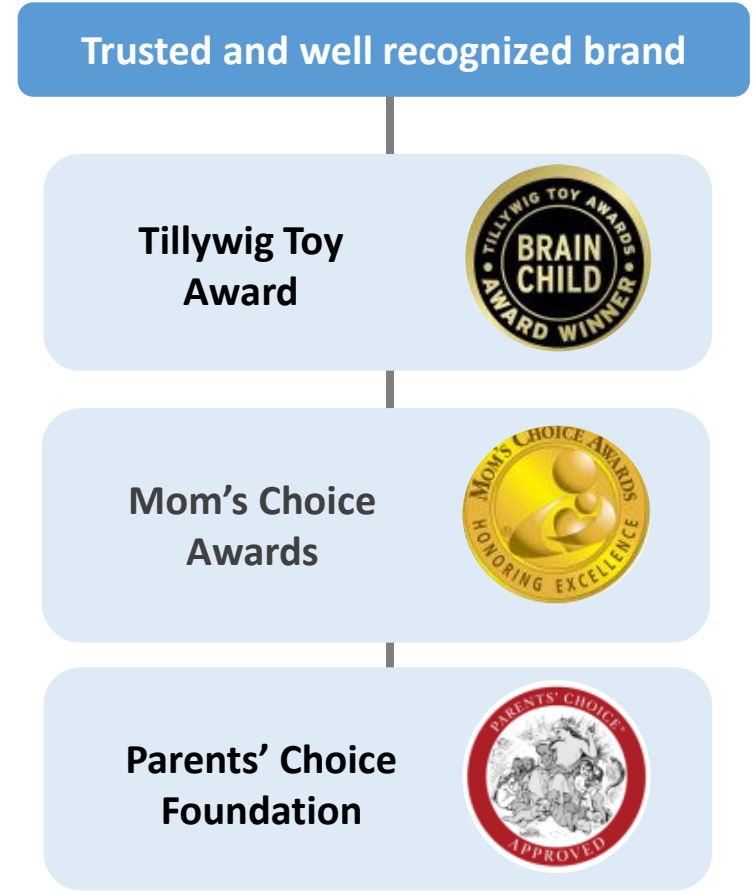 Trusted and well recognized brand
Tillywig Toy
Award
TILLYWIG TOY AWARDS
BRAIN
CHILD
AWARD WINNER
Mom's Choice
Awards
MOM'S CHOICE AWARDS
HONORING EXCELLENCE
®
Parents' Choice
Foundation
PARENTS' CHOICE®
APPROVED